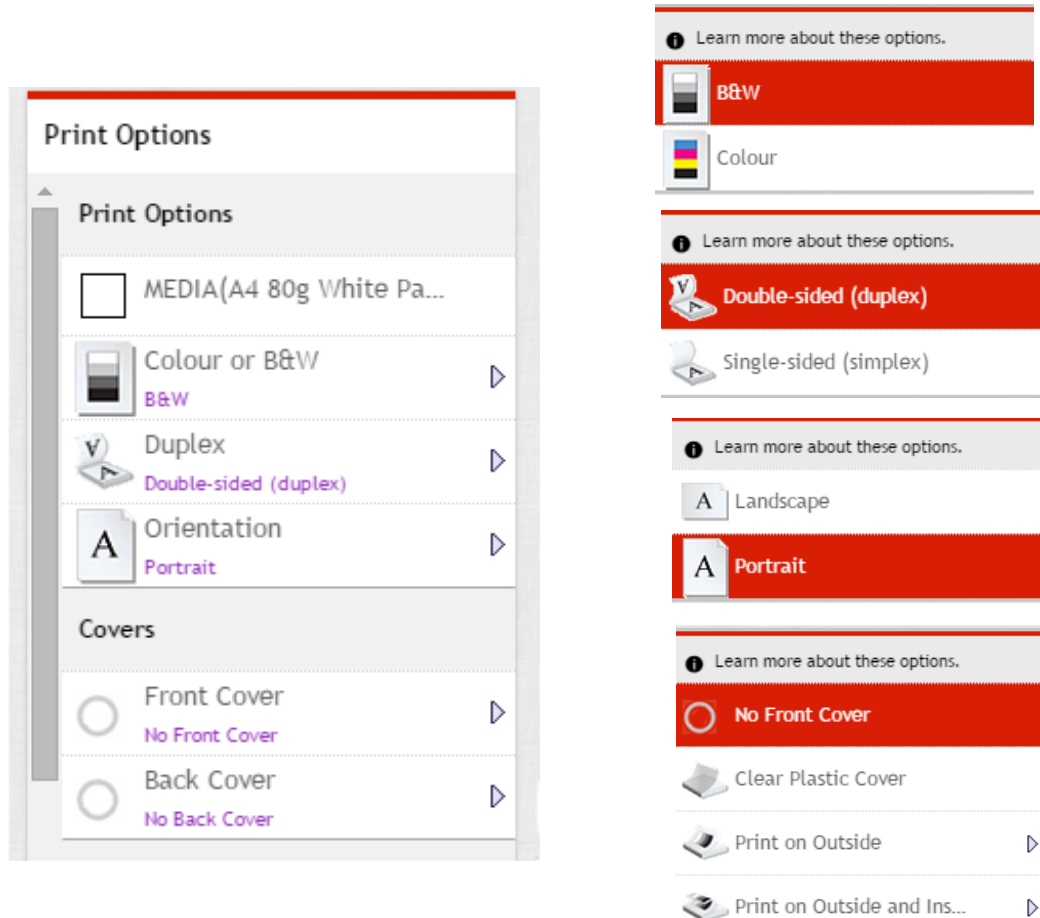 Print Options
Print Options
MEDIA(A4 80g White Pa...
Colour or B&W
B&W
Duplex
Double-sided (duplex)
Orientation
Portrait
Covers
Front Cover
No Front Cover
Back Cover
No Back Cover
Learn more about these options.
B&W
Colour
Learn more about these options.
Double-sided (duplex)
Single-sided (simplex)
Learn more about these options.
A Landscape
A Portrait
Learn more about these options.
No Front Cover
Clear Plastic Cover
Print on Outside
Print on Outside and Ins...